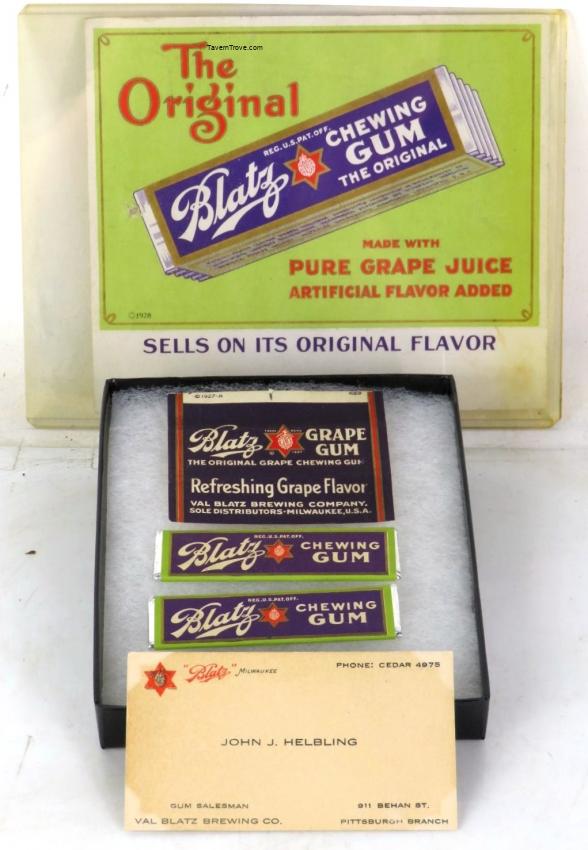 TavernTrove.com
The
Original
REG. U.S. PAT. OFF.
Blatz CHEWING
GUM
THE ORIGINAL
MADE WITH
PURE GRAPE JUICE
ARTIFICIAL FLAVOR ADDED
©1928
SELLS ON ITS ORIGINAL FLAVOR
©1927-A
Blatz GRAPE
GUM
THE ORIGINAL GRAPE CHEWING GUM
Refreshing Grape Flavor
VAL BLATZ BREWING COMPANY.
SOLE DISTRIBUTORS-MILWAUKEE, U.S.A.
REG. U.S. PAT. OFF.
Blatz CHEWING
GUM
REG. U.S. PAT. OFF.
Blatz CHEWING
GUM
"Blatz" MILWAUKEE
PHONE: CEDAR 4975
JOHN J. HELBLING
GUM SALESMAN 911 BEHAN ST.
VAL BLATZ BREWING CO. PITTSBURGH BRANCH